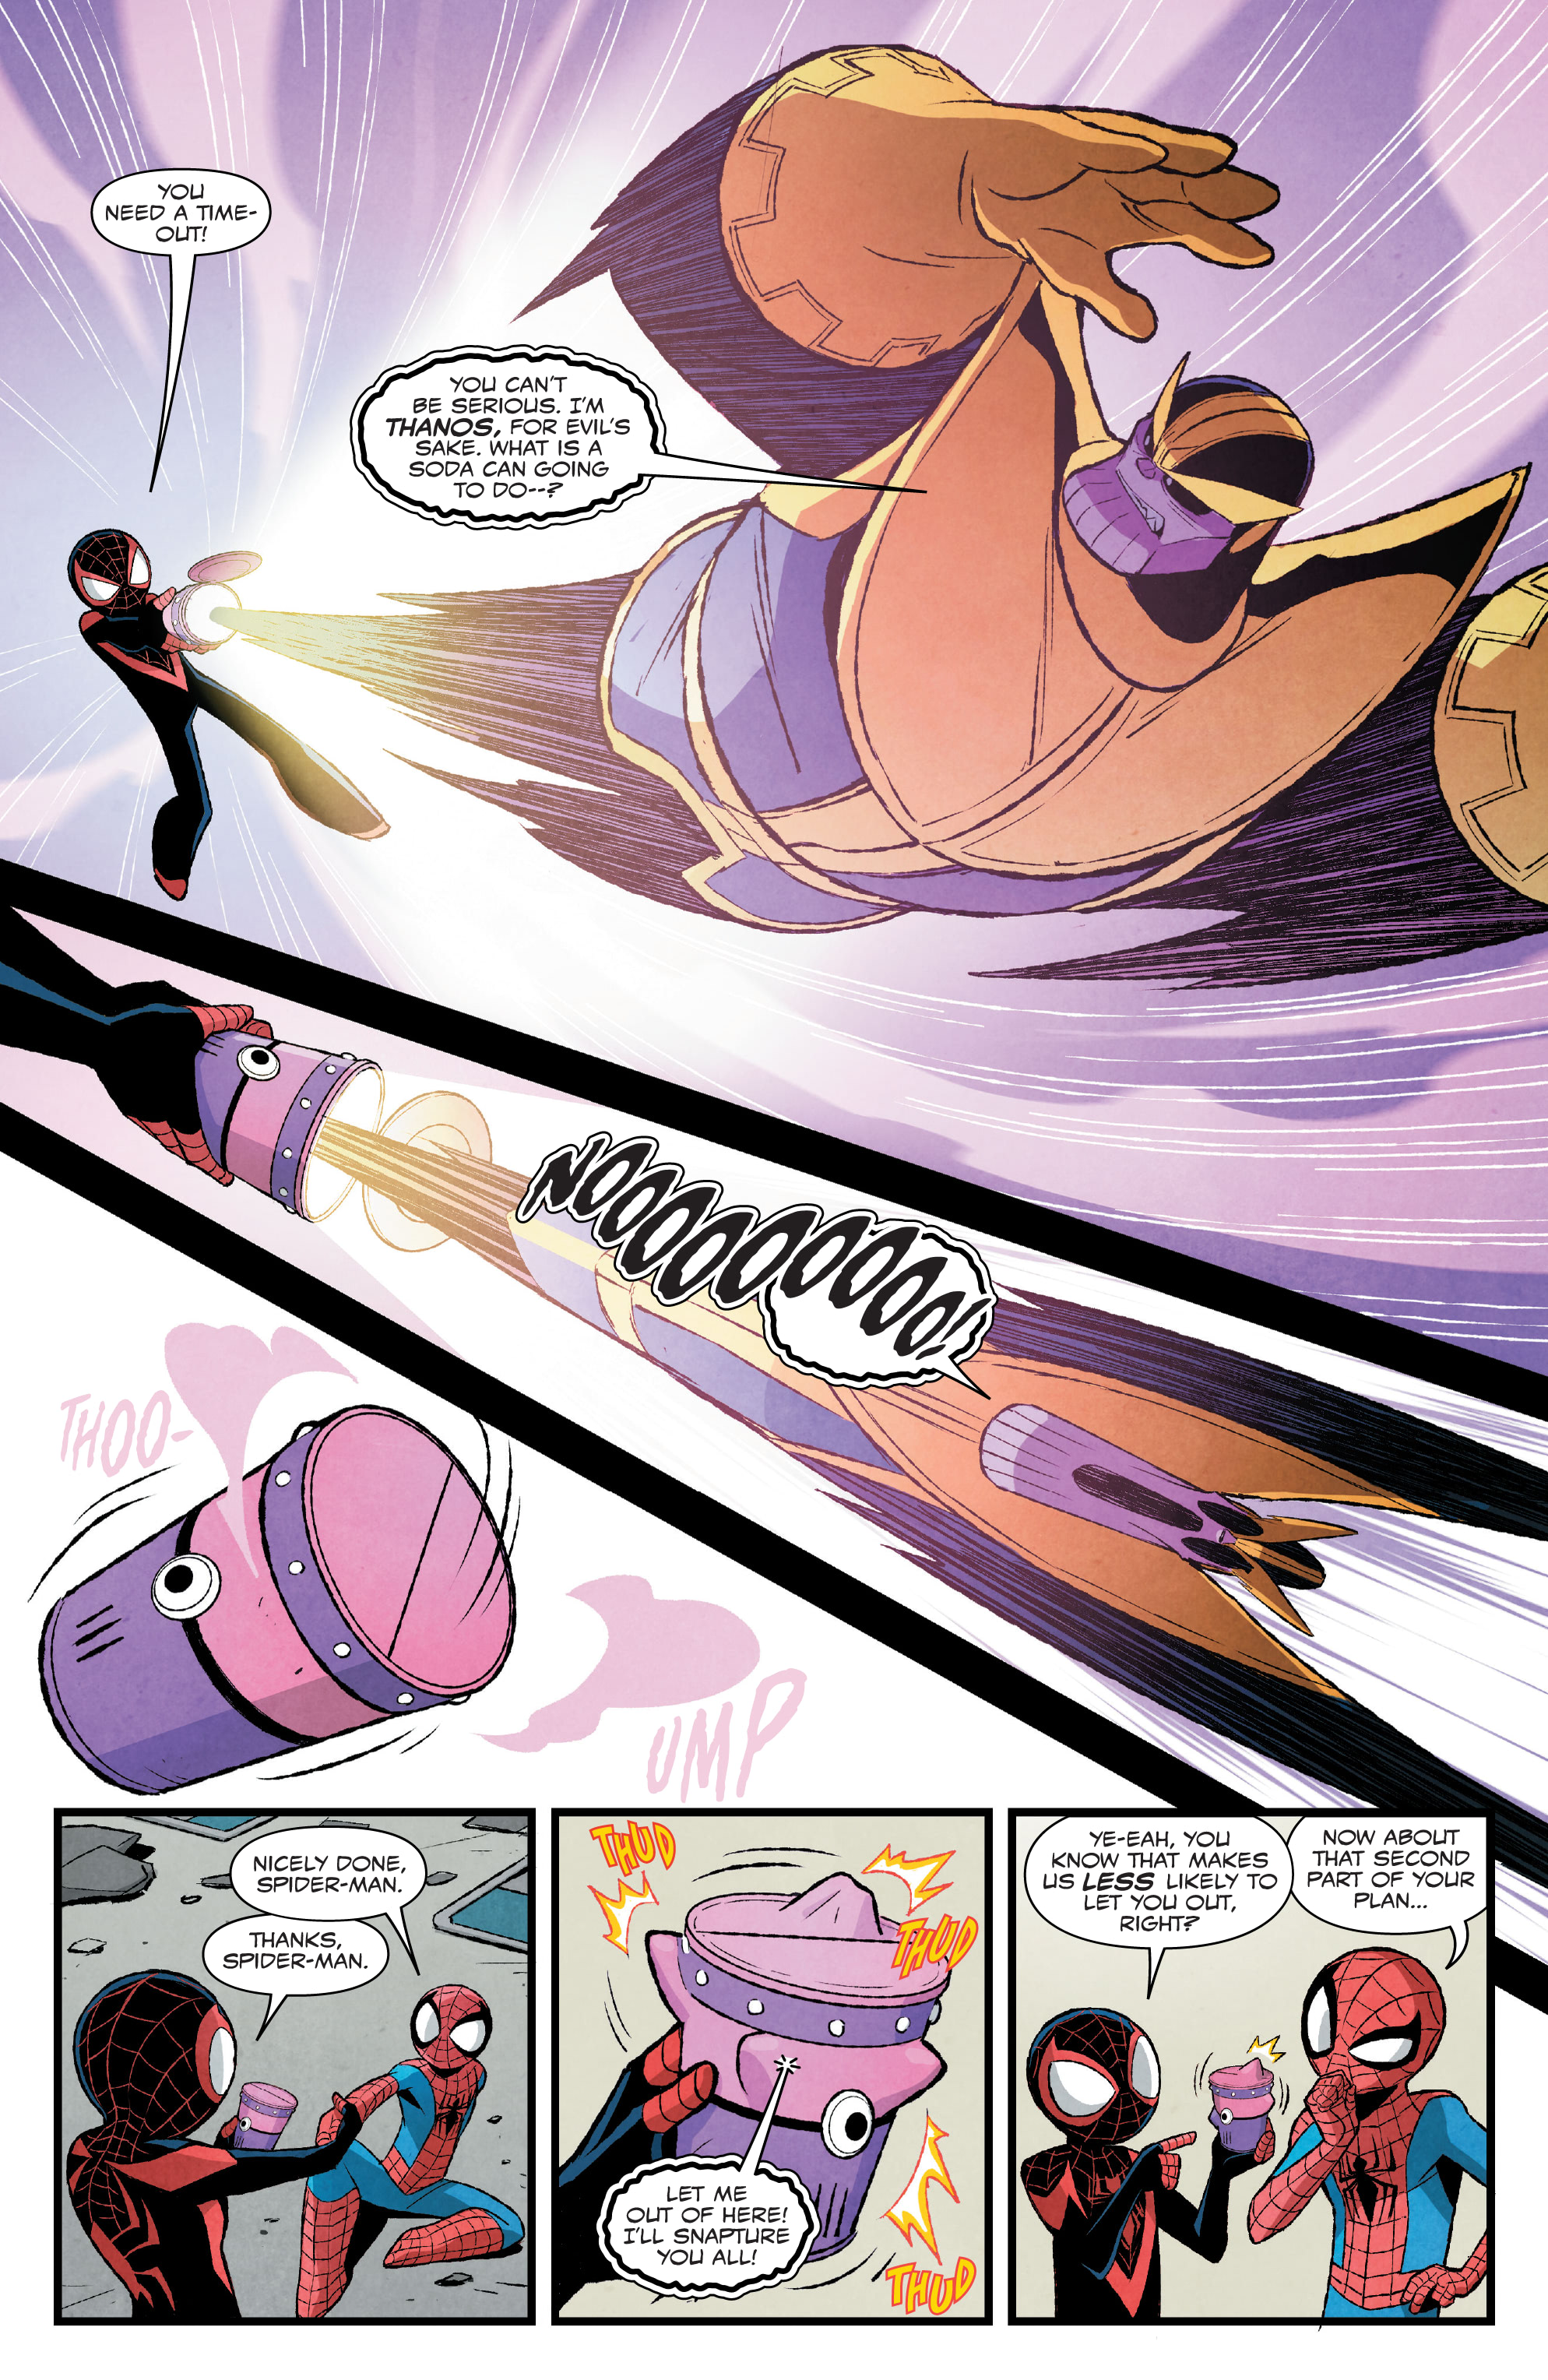 YOU
NEED A TIME-
OUT!
YOU CAN'T
BE SERIOUS. I'M
THANOS, FOR EVIL'S
SAKE. WHAT IS A
SODA CAN GOING
TO DO--?
NOOOOOOOOOO!
THOO-
UMP
NICELY DONE,
SPIDER-MAN.
THANKS,
SPIDER-MAN.
THUD
THUD
LET ME
OUT OF HERE!
I'LL SNAPTURE
YOU ALL!
THUD
YE-EAH, YOU
KNOW THAT MAKES
US LESS LIKELY TO
LET YOU OUT,
RIGHT?
NOW ABOUT
THAT SECOND
PART OF YOUR
PLAN...